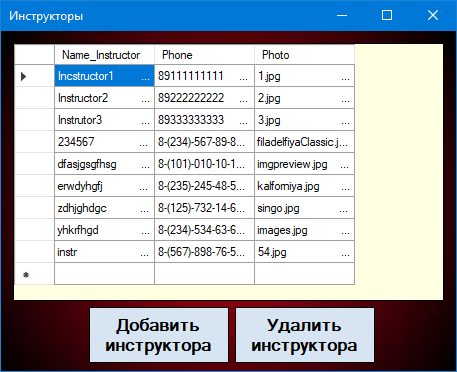 Инструкторы
Name_Instructor Phone Photo
Incstructor1 ... 89111111111 ... 1.jpg ...
Instructor2 ... 89222222222 ... 2.jpg ...
Instrutor3 ... 89333333333 ... 3.jpg ...
234567 ... 8-(234)-567-89-8... filadelfiyaClassic.j...
dfasjgsgfhsg ... 8-(101)-010-10-1... imgpreview.jpg ...
erwdyhgfj ... 8-(235)-245-48-5... kalforniya.jpg ...
zdhjghdgc ... 8-(125)-732-14-6... singo.jpg ...
yhkrfhgd ... 8-(234)-534-63-6... images.jpg ...
instr ... 8-(567)-898-76-5... 54.jpg ...
Добавить
инструктора
Удалить
инструктора